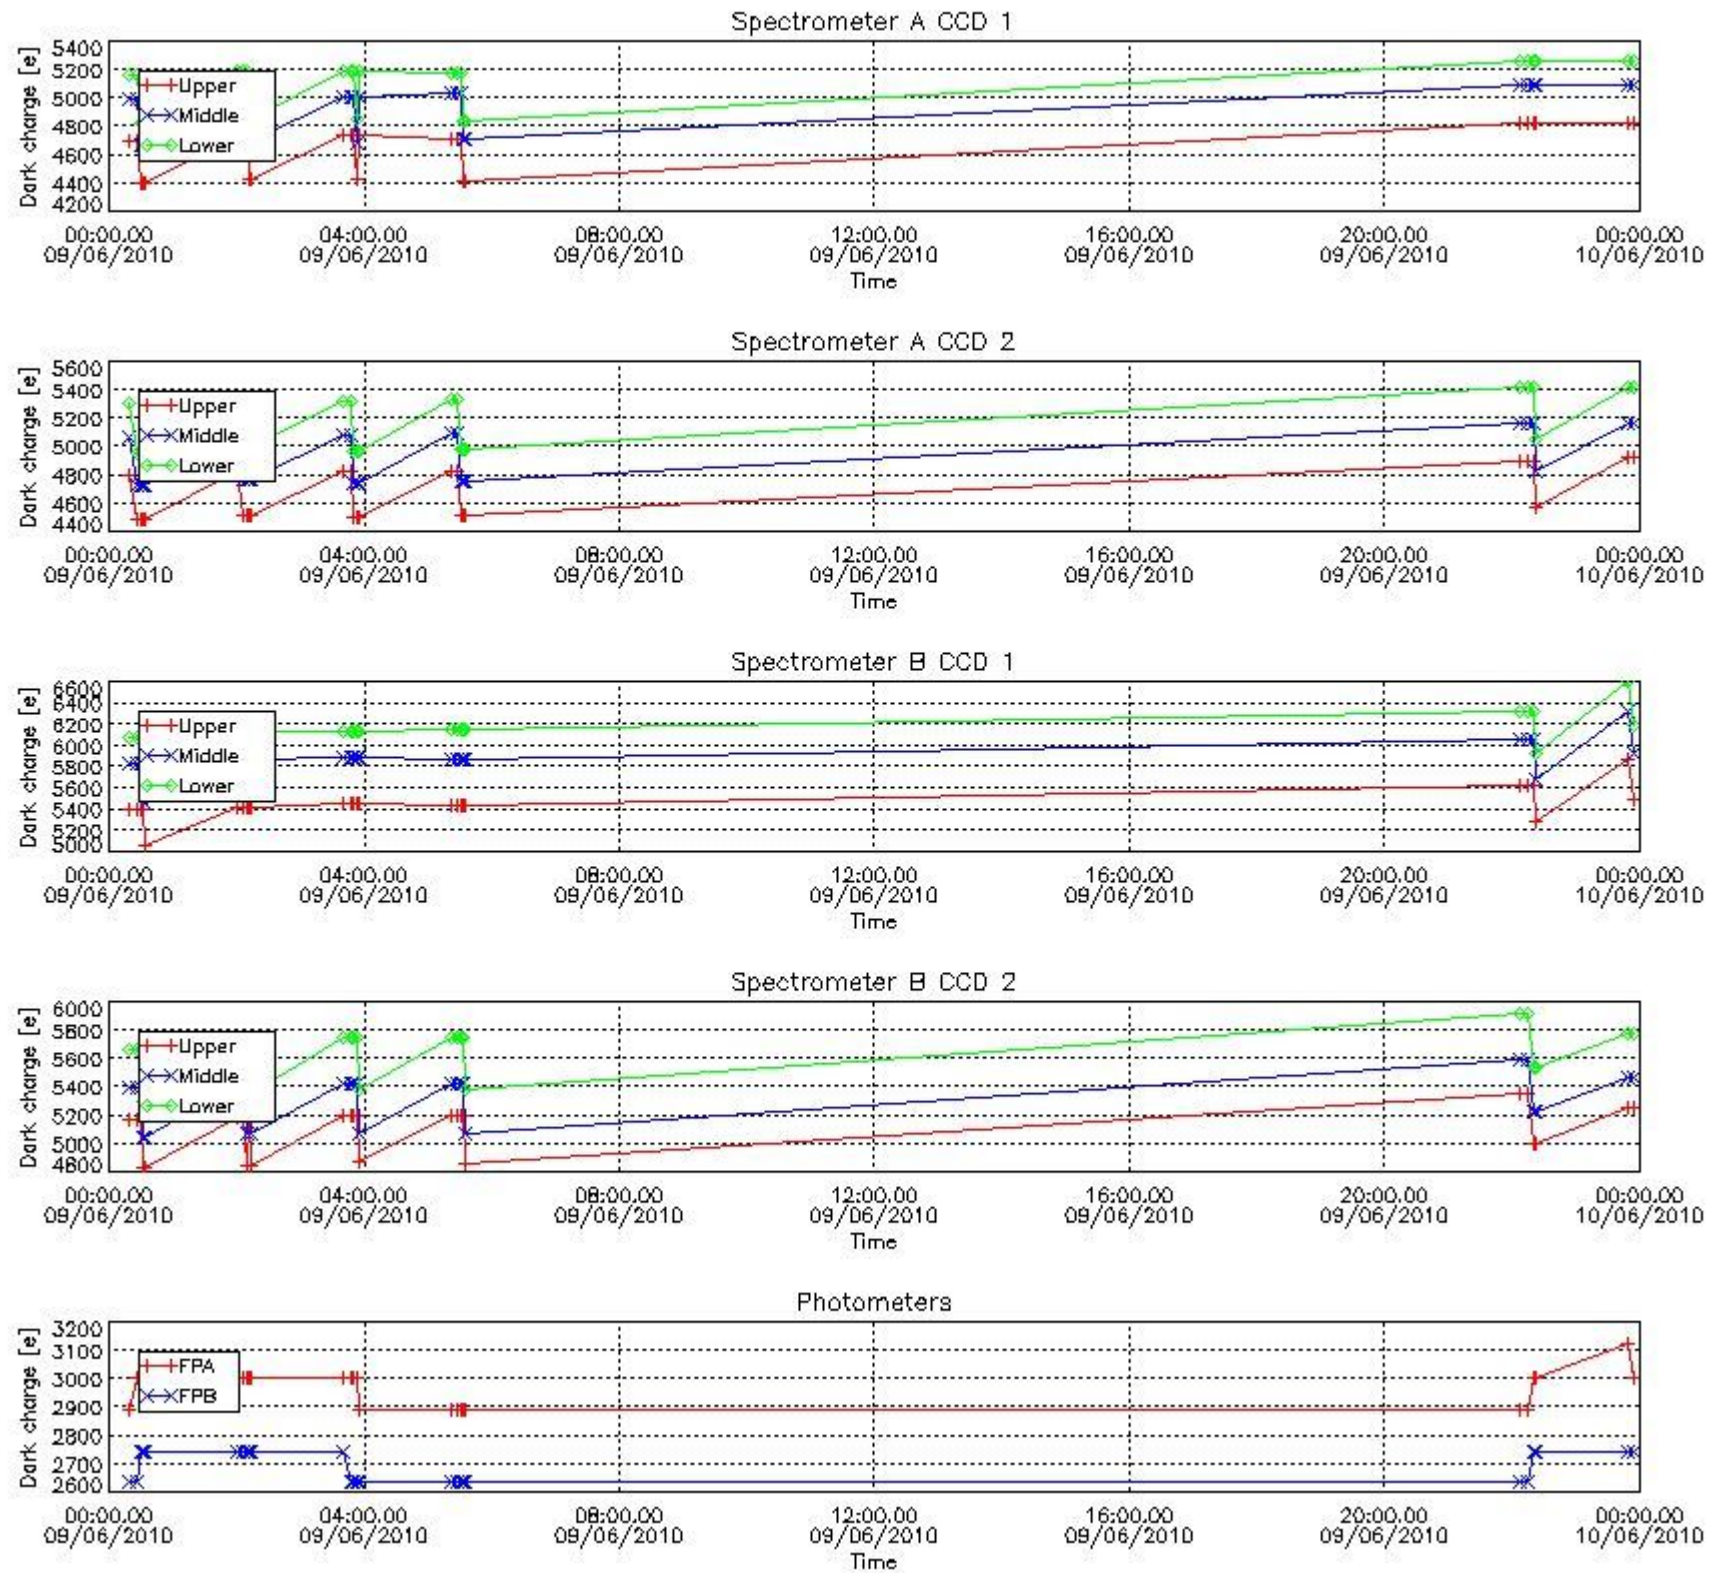 Spectrometer A CCD 1
Dark charge [e]
5400
5200
5000
4800
4600
4400
4200
Upper
Middle
Lower
00:00.00 04:00.00 08:00.00 12:00.00 16:00.00 20:00.00 00:00.00
09/06/2010 09/06/2010 09/06/2010 09/06/2010 09/06/2010 09/06/2010 10/06/2010
Time
Spectrometer A CCD 2
Dark charge [e]
5600
5400
5200
5000
4800
4600
4400
Upper
Middle
Lower
00:00.00 04:00.00 08:00.00 12:00.00 16:00.00 20:00.00 00:00.00
09/06/2010 09/06/2010 09/06/2010 09/06/2010 09/06/2010 09/06/2010 10/06/2010
Time
Spectrometer B CCD 1
Dark charge [e]
6600
6400
6200
6000
5800
5600
5400
5200
5000
Upper
Middle
Lower
00:00.00 04:00.00 08:00.00 12:00.00 16:00.00 20:00.00 00:00.00
09/06/2010 09/06/2010 09/06/2010 09/06/2010 09/06/2010 09/06/2010 10/06/2010
Time
Spectrometer B CCD 2
Dark charge [e]
6000
5800
5600
5400
5200
5000
4800
Upper
Middle
Lower
00:00.00 04:00.00 08:00.00 12:00.00 16:00.00 20:00.00 00:00.00
09/06/2010 09/06/2010 09/06/2010 09/06/2010 09/06/2010 09/06/2010 10/06/2010
Time
Photometers
Dark charge [e]
3200
3100
3000
2900
2800
2700
2600
FPA
FPB
00:00.00 04:00.00 08:00.00 12:00.00 16:00.00 20:00.00 00:00.00
09/06/2010 09/06/2010 09/06/2010 09/06/2010 09/06/2010 09/06/2010 10/06/2010
Time